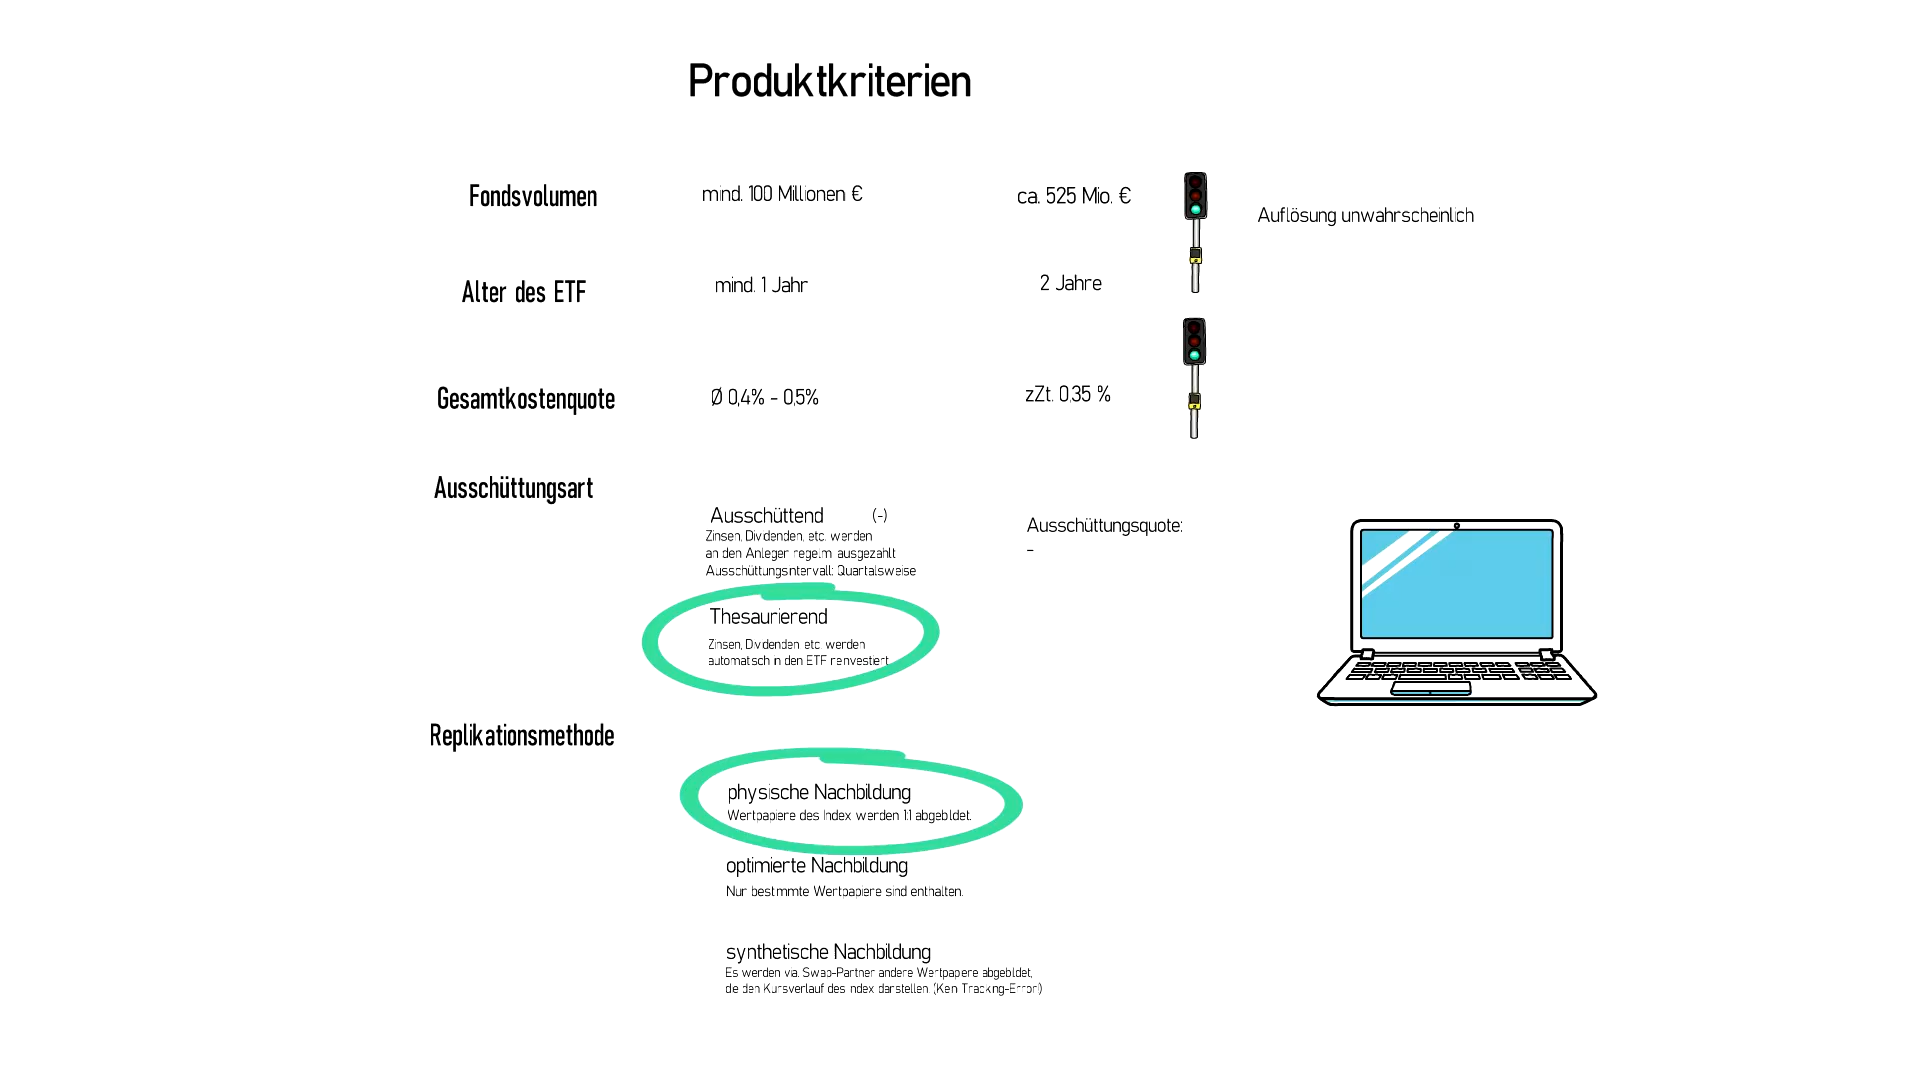 Produktkriterien
Fondsvolumen
mind. 100 Millionen €
ca. 525 Mio. €
Auflösung unwahrscheinlich
Alter des ETF
mind. 1 Jahr
2 Jahre
Gesamtkostenquote
Ø 0,4% - 0,5%
zZt. 0,35 %
Ausschüttungsart
Ausschüttend (-)
Zinsen, Dividenden, etc. werden
an den Anleger regelm. ausgezahlt
Ausschüttungsintervall: Quartalsweise
Ausschüttungsquote:
-
Thesaurierend
Zinsen, Dividenden etc. werden
automatisch in den ETF reinvestiert
Replikationsmethode
physische Nachbildung
Wertpapiere des Index werden 1:1 abgebildet.
optimierte Nachbildung
Nur bestimmte Wertpapiere sind enthalten.
synthetische Nachbildung
Es werden via. Swap-Partner andere Wertpapiere abgebildet,
die den Kursverlauf des Index darstellen. (Kein Tracking-Error!)